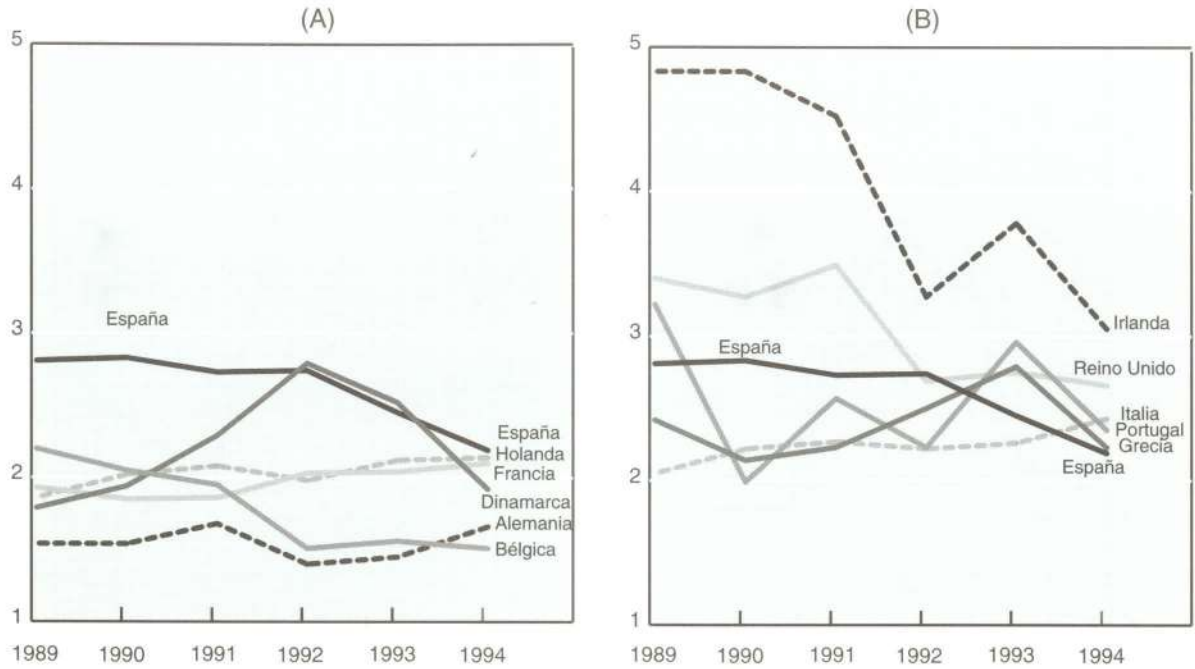 (A)
5
4
3
2
1
España
España
Holanda
Francia
Dinamarca
Alemania
Bélgica
1989 1990 1991 1992 1993 1994
(B)
5
4
3
2
1
España
Irlanda
Reino Unido
Italia
Portugal
Grecia
España
1989 1990 1991 1992 1993 1994